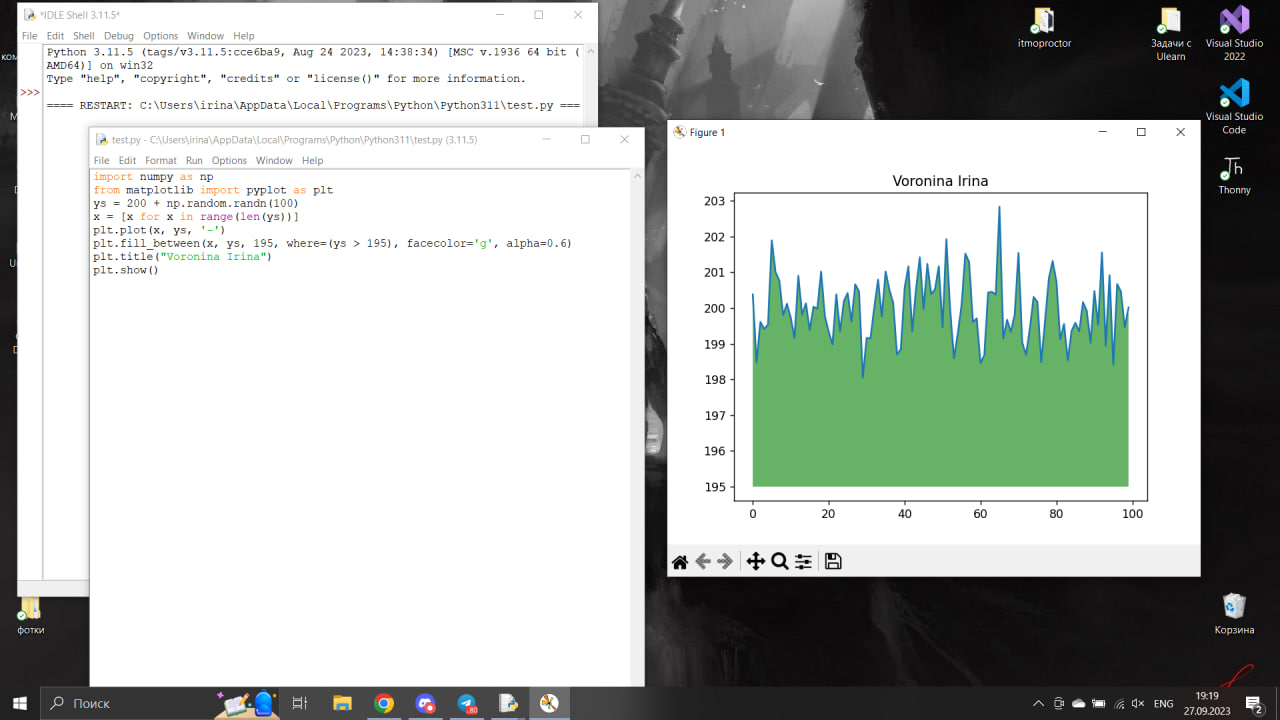 *IDLE Shell 3.11.5*
File Edit Shell Debug Options Window Help
Python 3.11.5 (tags/v3.11.5:cce6ba9, Aug 24 2023, 14:38:34) [MSC v.1936 64 bit (
AMD64)] on win32
Type "help", "copyright", "credits" or "license()" for more information.
>>>
==== RESTART: C:\Users\irina\AppData\Local\Programs\Python\Python311\test.py ===
test.py - C:\Users\irina\AppData\Local\Programs\Python\Python311\test.py (3.11.5)
File Edit Format Run Options Window Help
import numpy as np
from matplotlib import pyplot as plt
ys = 200 + np.random.randn(100)
x = [x for x in range(len(ys))]
plt.plot(x, ys, '-')
plt.fill_between(x, ys, 195, where=(ys > 195), facecolor='g', alpha=0.6)
plt.title("Voronina Irina")
plt.show()
Figure 1
Voronina Irina
203
202
201
200
199
198
197
196
195
0 20 40 60 80 100
itmoproctor
Задачи с
Ulearn
Visual Studio
2022
Visual Studio
Code
Th
Thonny
Корзина
фотки
Поиск
80
ENG
19:19
27.09.2023
2